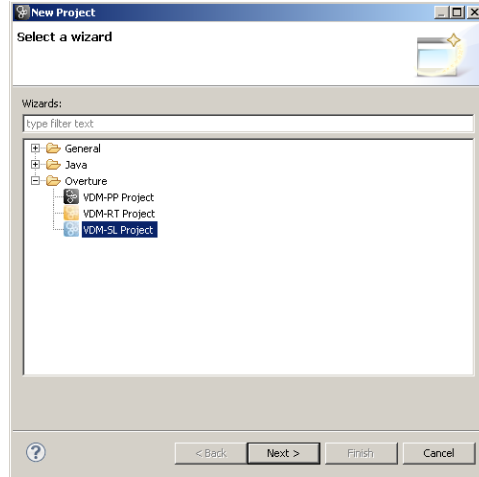 New Project
Select a wizard
Wizards:
type filter text
General
Java
Overture
VDM-PP Project
VDM-RT Project
VDM-SL Project
?
< Back
Next >
Finish
Cancel